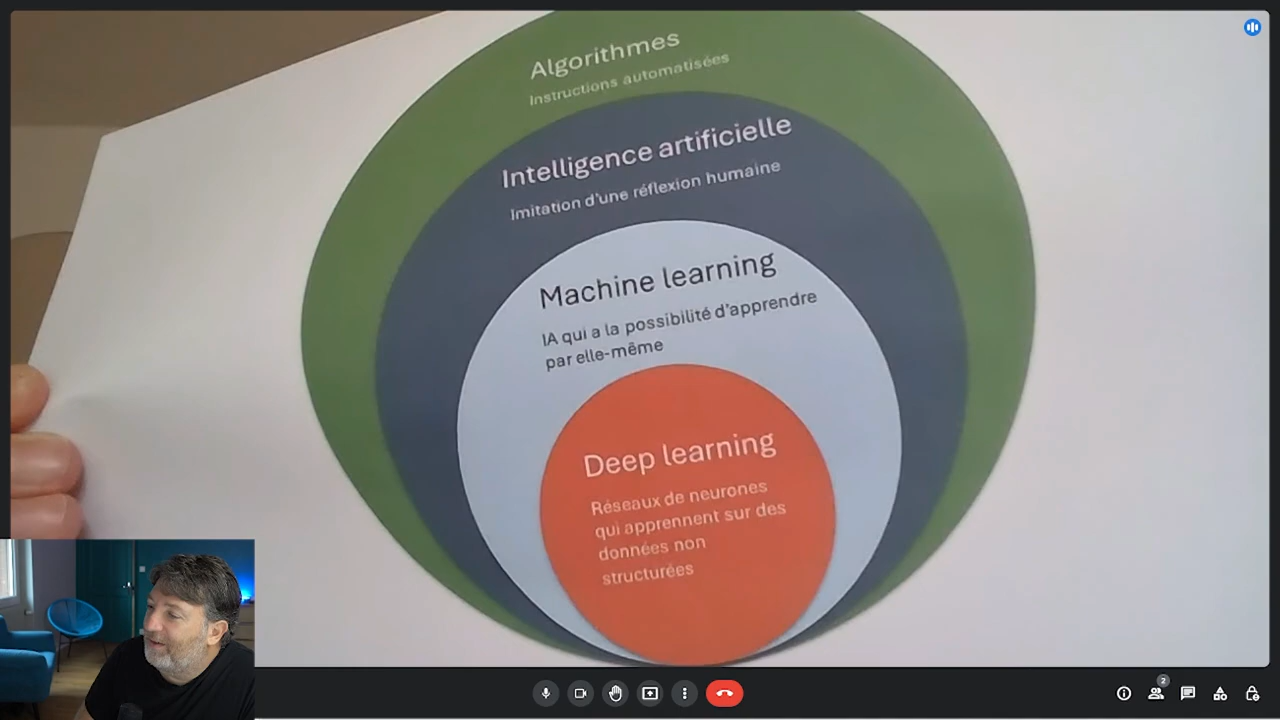 Algorithmes
Instructions automatisées
Intelligence artificielle
Imitation d'une réflexion humaine
Machine learning
IA qui a la possibilité d'apprendre
par elle-même
Deep learning
Réseaux de neurones
qui apprennent sur des
données non
structurées
2